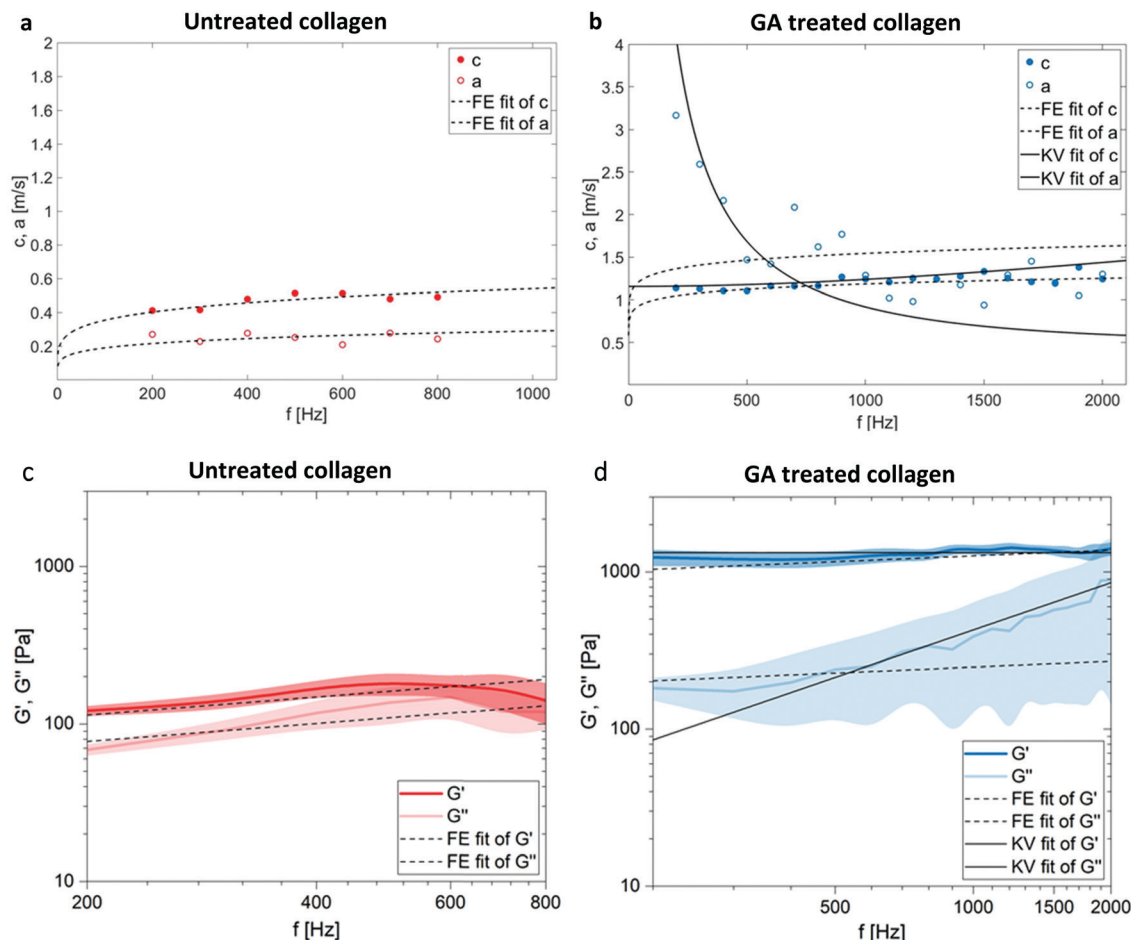 a
Untreated collagen
2
1.8
1.6
1.4
1.2
1
0.8
0.6
0.4
0.2
c, a [m/s]
c
a
FE fit of c
FE fit of a
0 200 400 600 800 1000
f [Hz]
b
GA treated collagen
4
3.5
3
2.5
2
1.5
1
0.5
c, a [m/s]
c
a
FE fit of c
FE fit of a
KV fit of c
KV fit of a
0 500 1000 1500 2000
f [Hz]
c
Untreated collagen
1000
100
10
G', G'' [Pa]
G'
G''
FE fit of G'
FE fit of G''
200 400 600 800
f [Hz]
d
GA treated collagen
1000
100
10
G', G'' [Pa]
G'
G''
FE fit of G'
FE fit of G''
KV fit of G'
KV fit of G''
500 1000 1500 2000
f [Hz]